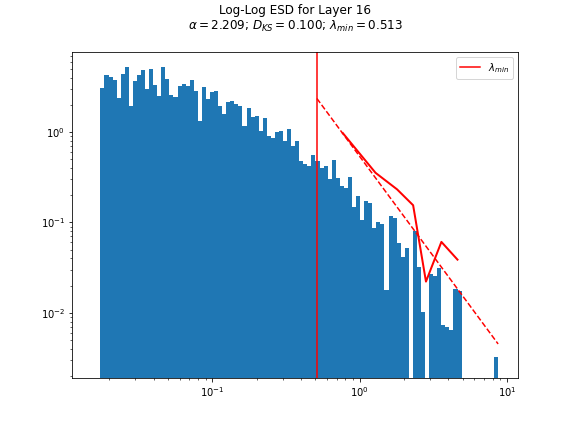 Log-Log ESD for Layer 16
α = 2.209; D_KS = 0.100; λ_min = 0.513
λ_min
10⁰
10⁻¹
10⁻²
10⁻¹ 10⁰ 10¹